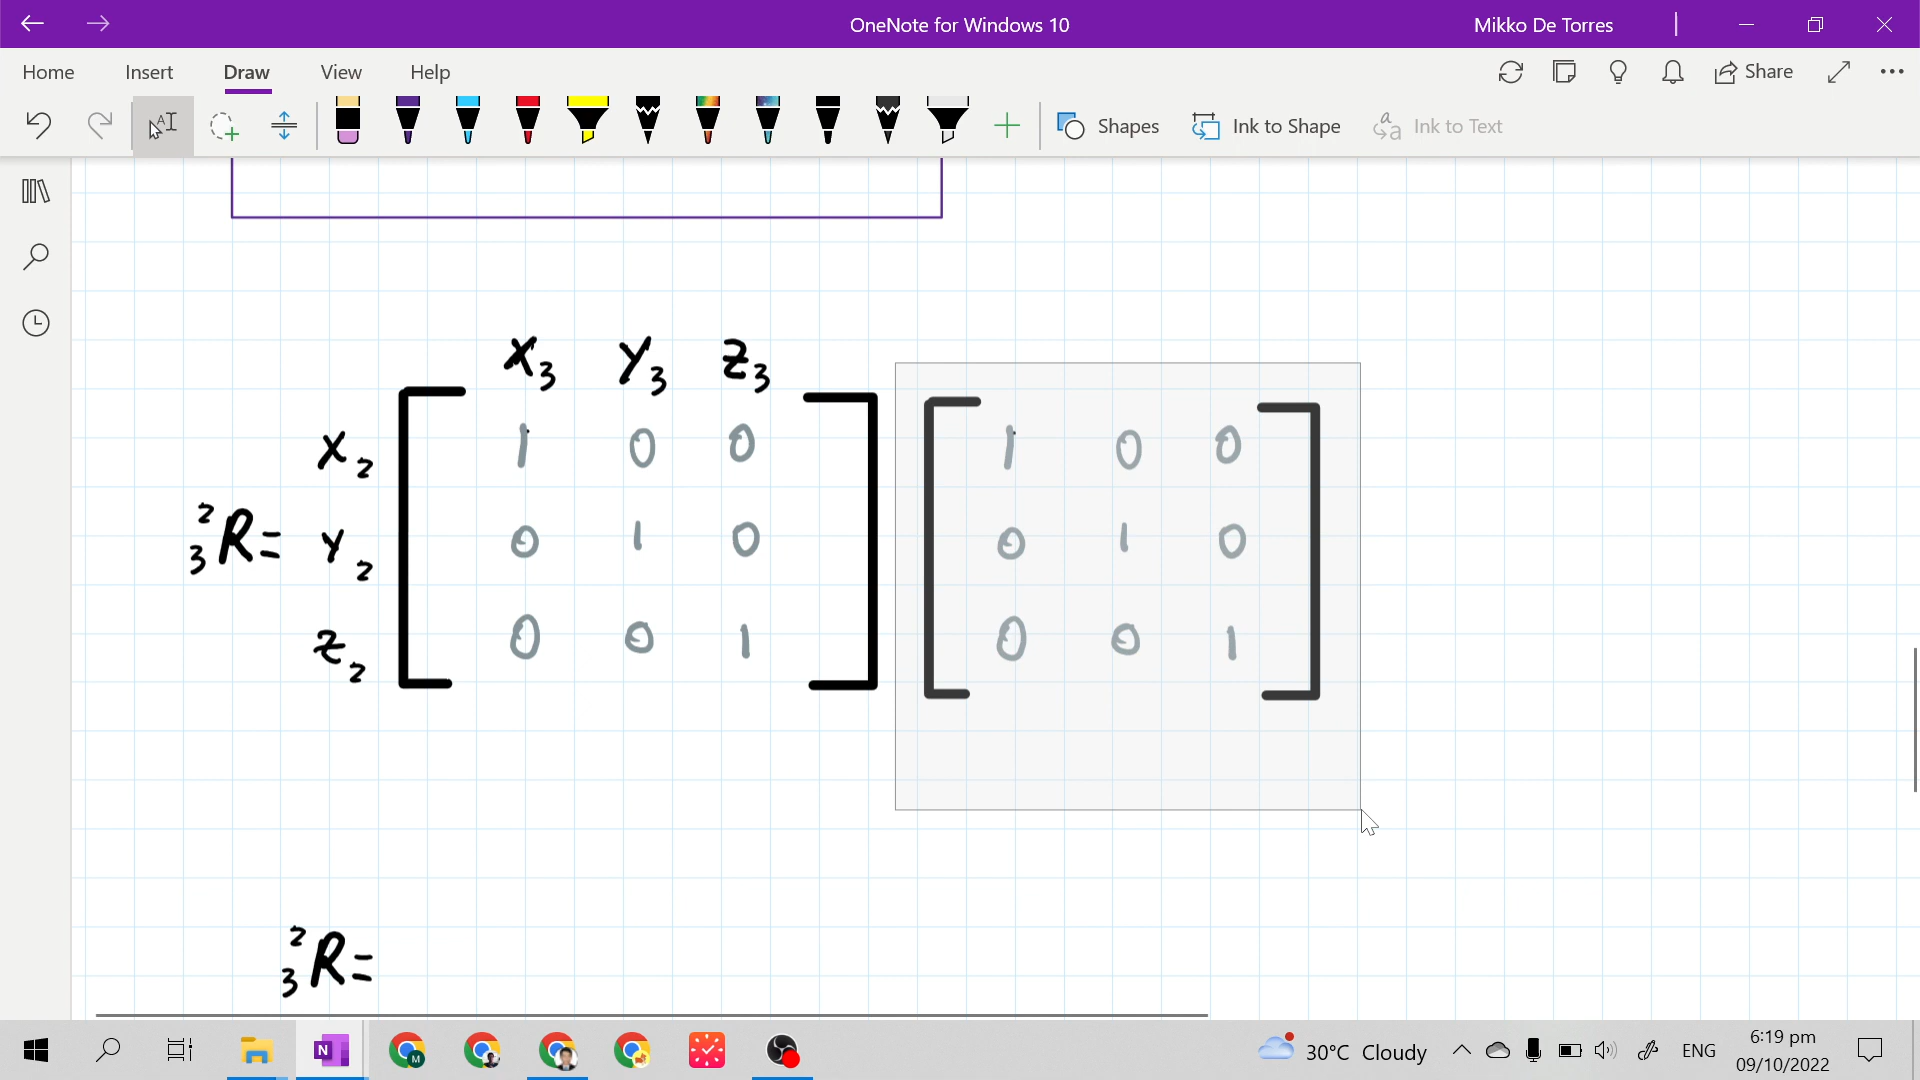 OneNote for Windows 10
Mikko De Torres
Home Insert Draw View Help
Share
Shapes Ink to Shape Ink to Text
X3 Y3 Z3
X2 1 0 0 1 0 0
²₃R= Y2 0 1 0 0 1 0
Z2 0 0 1 0 0 1
²₃R=
30°C Cloudy
ENG
6:19 pm
09/10/2022